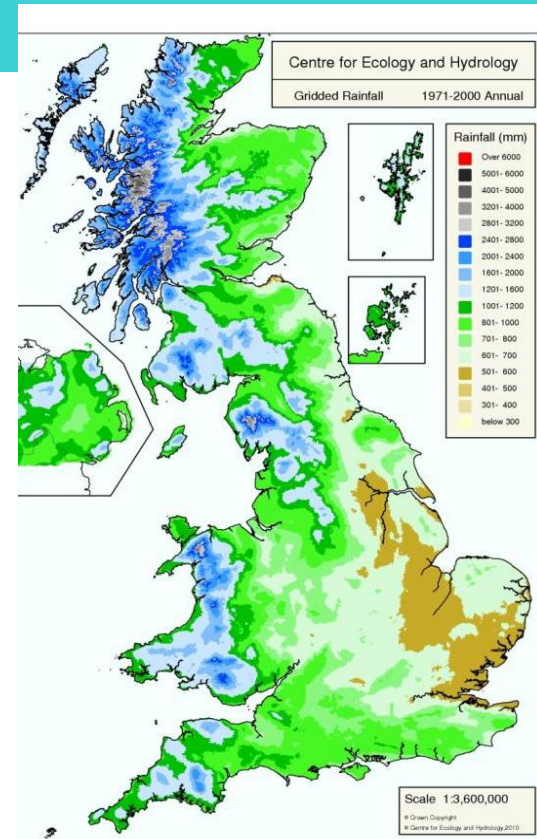 Centre for Ecology and Hydrology
Gridded Rainfall 1971-2000 Annual
Rainfall (mm)
Over 6000
5001- 6000
4001- 5000
3201- 4000
2801- 3200
2401- 2800
2001- 2400
1601- 2000
1201- 1600
1001- 1200
801- 1000
701- 800
601- 700
501- 600
401- 500
301- 400
below 300
Scale 1:3,600,000
© Crown Copyright
© Centre for Ecology and Hydrology 2010